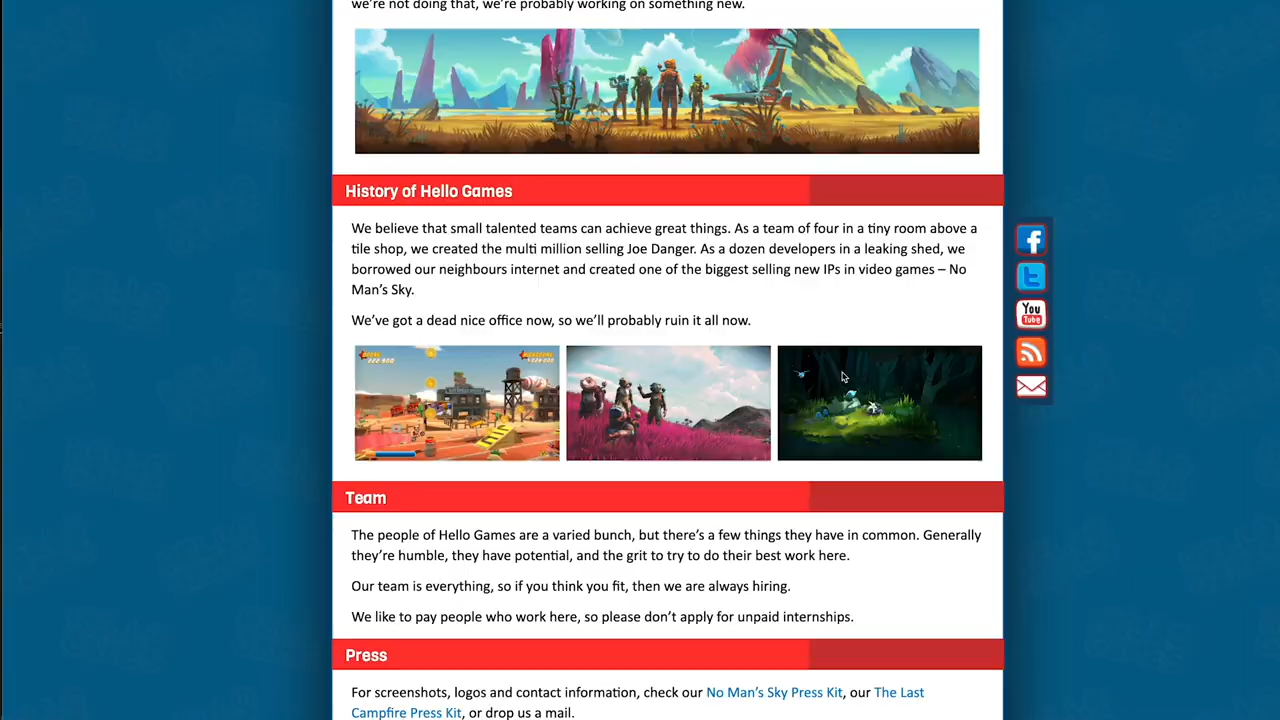 we're not doing that, we're probably working on something new.
History of Hello Games
We believe that small talented teams can achieve great things. As a team of four in a tiny room above a
tile shop, we created the multi million selling Joe Danger. As a dozen developers in a leaking shed, we
borrowed our neighbours internet and created one of the biggest selling new IPs in video games – No
Man's Sky.
We've got a dead nice office now, so we'll probably ruin it all now.
You
Tube
Team
The people of Hello Games are a varied bunch, but there's a few things they have in common. Generally
they're humble, they have potential, and the grit to try to do their best work here.
Our team is everything, so if you think you fit, then we are always hiring.
We like to pay people who work here, so please don't apply for unpaid internships.
Press
For screenshots, logos and contact information, check our No Man's Sky Press Kit, our The Last
Campfire Press Kit, or drop us a mail.